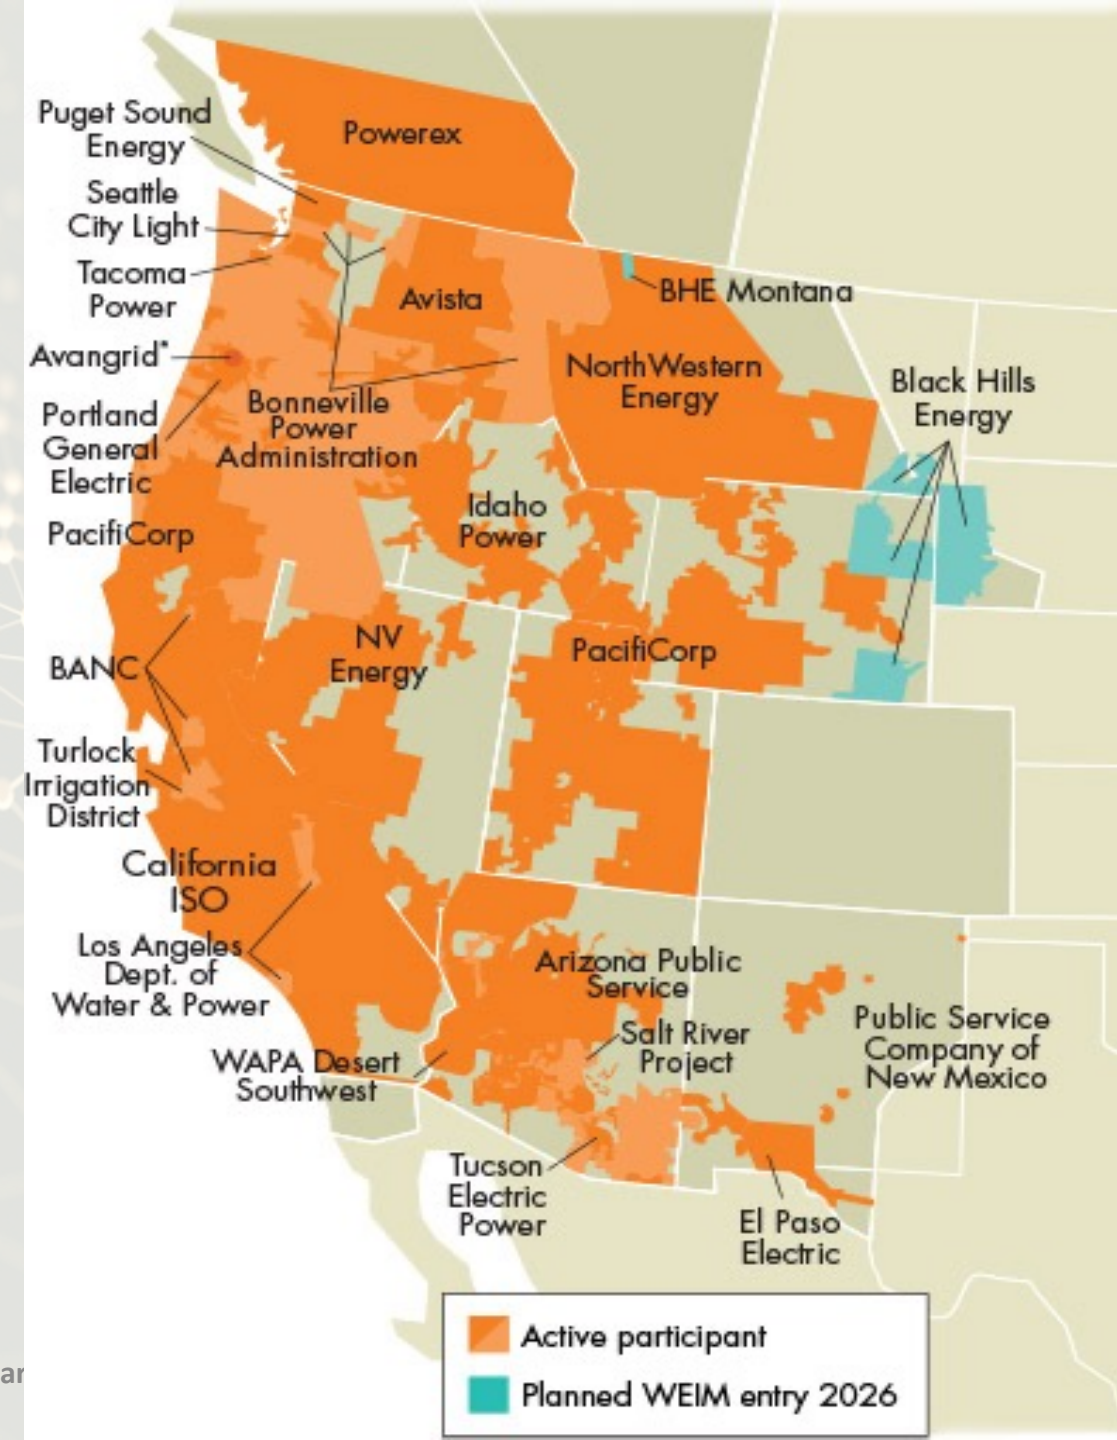 Puget Sound
Energy
Powerex
Seattle
City Light
Tacoma
Power
Avista
BHE Montana
Avangrid*
NorthWestern
Energy
Black Hills
Energy
Portland
General
Electric
Bonneville
Power
Administration
PacifiCorp
Idaho
Power
NV
Energy
PacifiCorp
BANC
Turlock
Irrigation
District
California
ISO
Los Angeles
Dept. of
Water & Power
Arizona Public
Service
Salt River
Project
Public Service
Company of
New Mexico
WAPA Desert
Southwest
Tucson
Electric
Power
El Paso
Electric
Active participant
Planned WEIM entry 2026